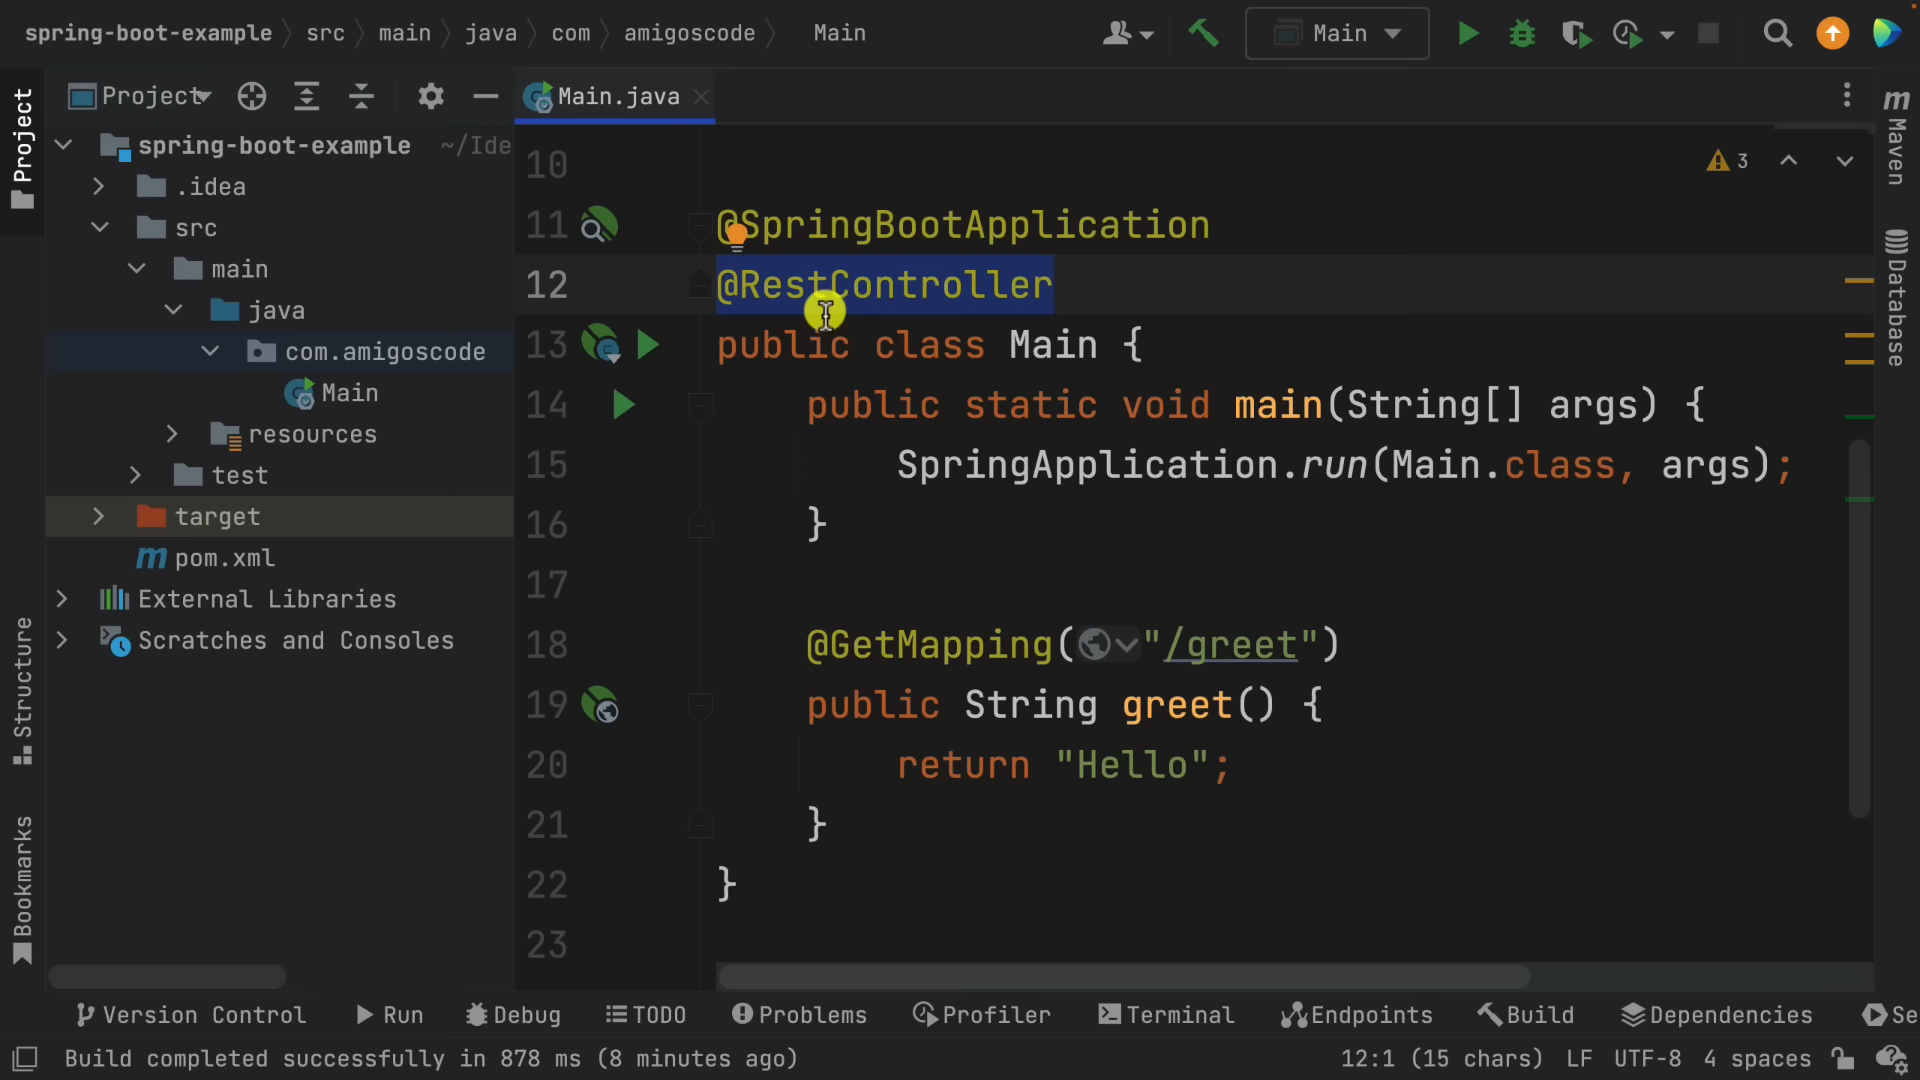 spring-boot-example src main java com amigoscode Main
Main
Project
Main.java
Project
spring-boot-example ~/Ide
.idea
src
main
java
com.amigoscode
Main
resources
test
target
pom.xml
External Libraries
Scratches and Consoles
Structure
Bookmarks
3
10
11 @SpringBootApplication
12 @RestController
13 public class Main {
14 public static void main(String[] args) {
15 SpringApplication.run(Main.class, args);
16 }
17
18 @GetMapping("/greet")
19 public String greet() {
20 return "Hello";
21 }
22 }
23
m Maven
Database
Version Control Run Debug TODO Problems Profiler Terminal Endpoints Build Dependencies Se
Build completed successfully in 878 ms (8 minutes ago) 12:1 (15 chars) LF UTF-8 4 spaces